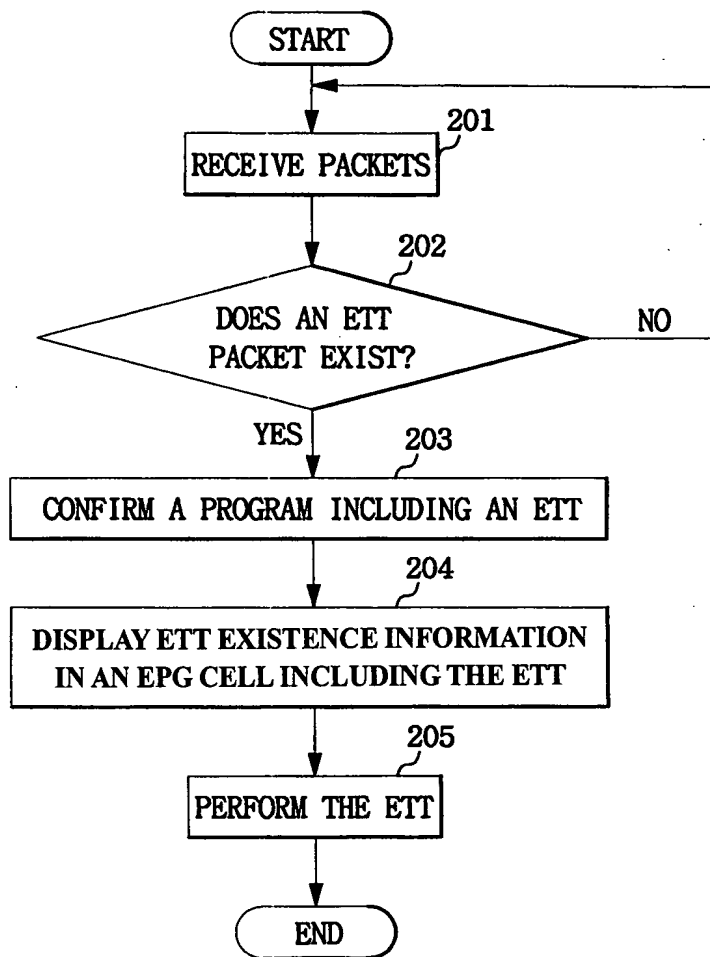 START
201
RECEIVE PACKETS
202
DOES AN ETT
PACKET EXIST?
NO
YES
203
CONFIRM A PROGRAM INCLUDING AN ETT
204
DISPLAY ETT EXISTENCE INFORMATION
IN AN EPG CELL INCLUDING THE ETT
205
PERFORM THE ETT
END